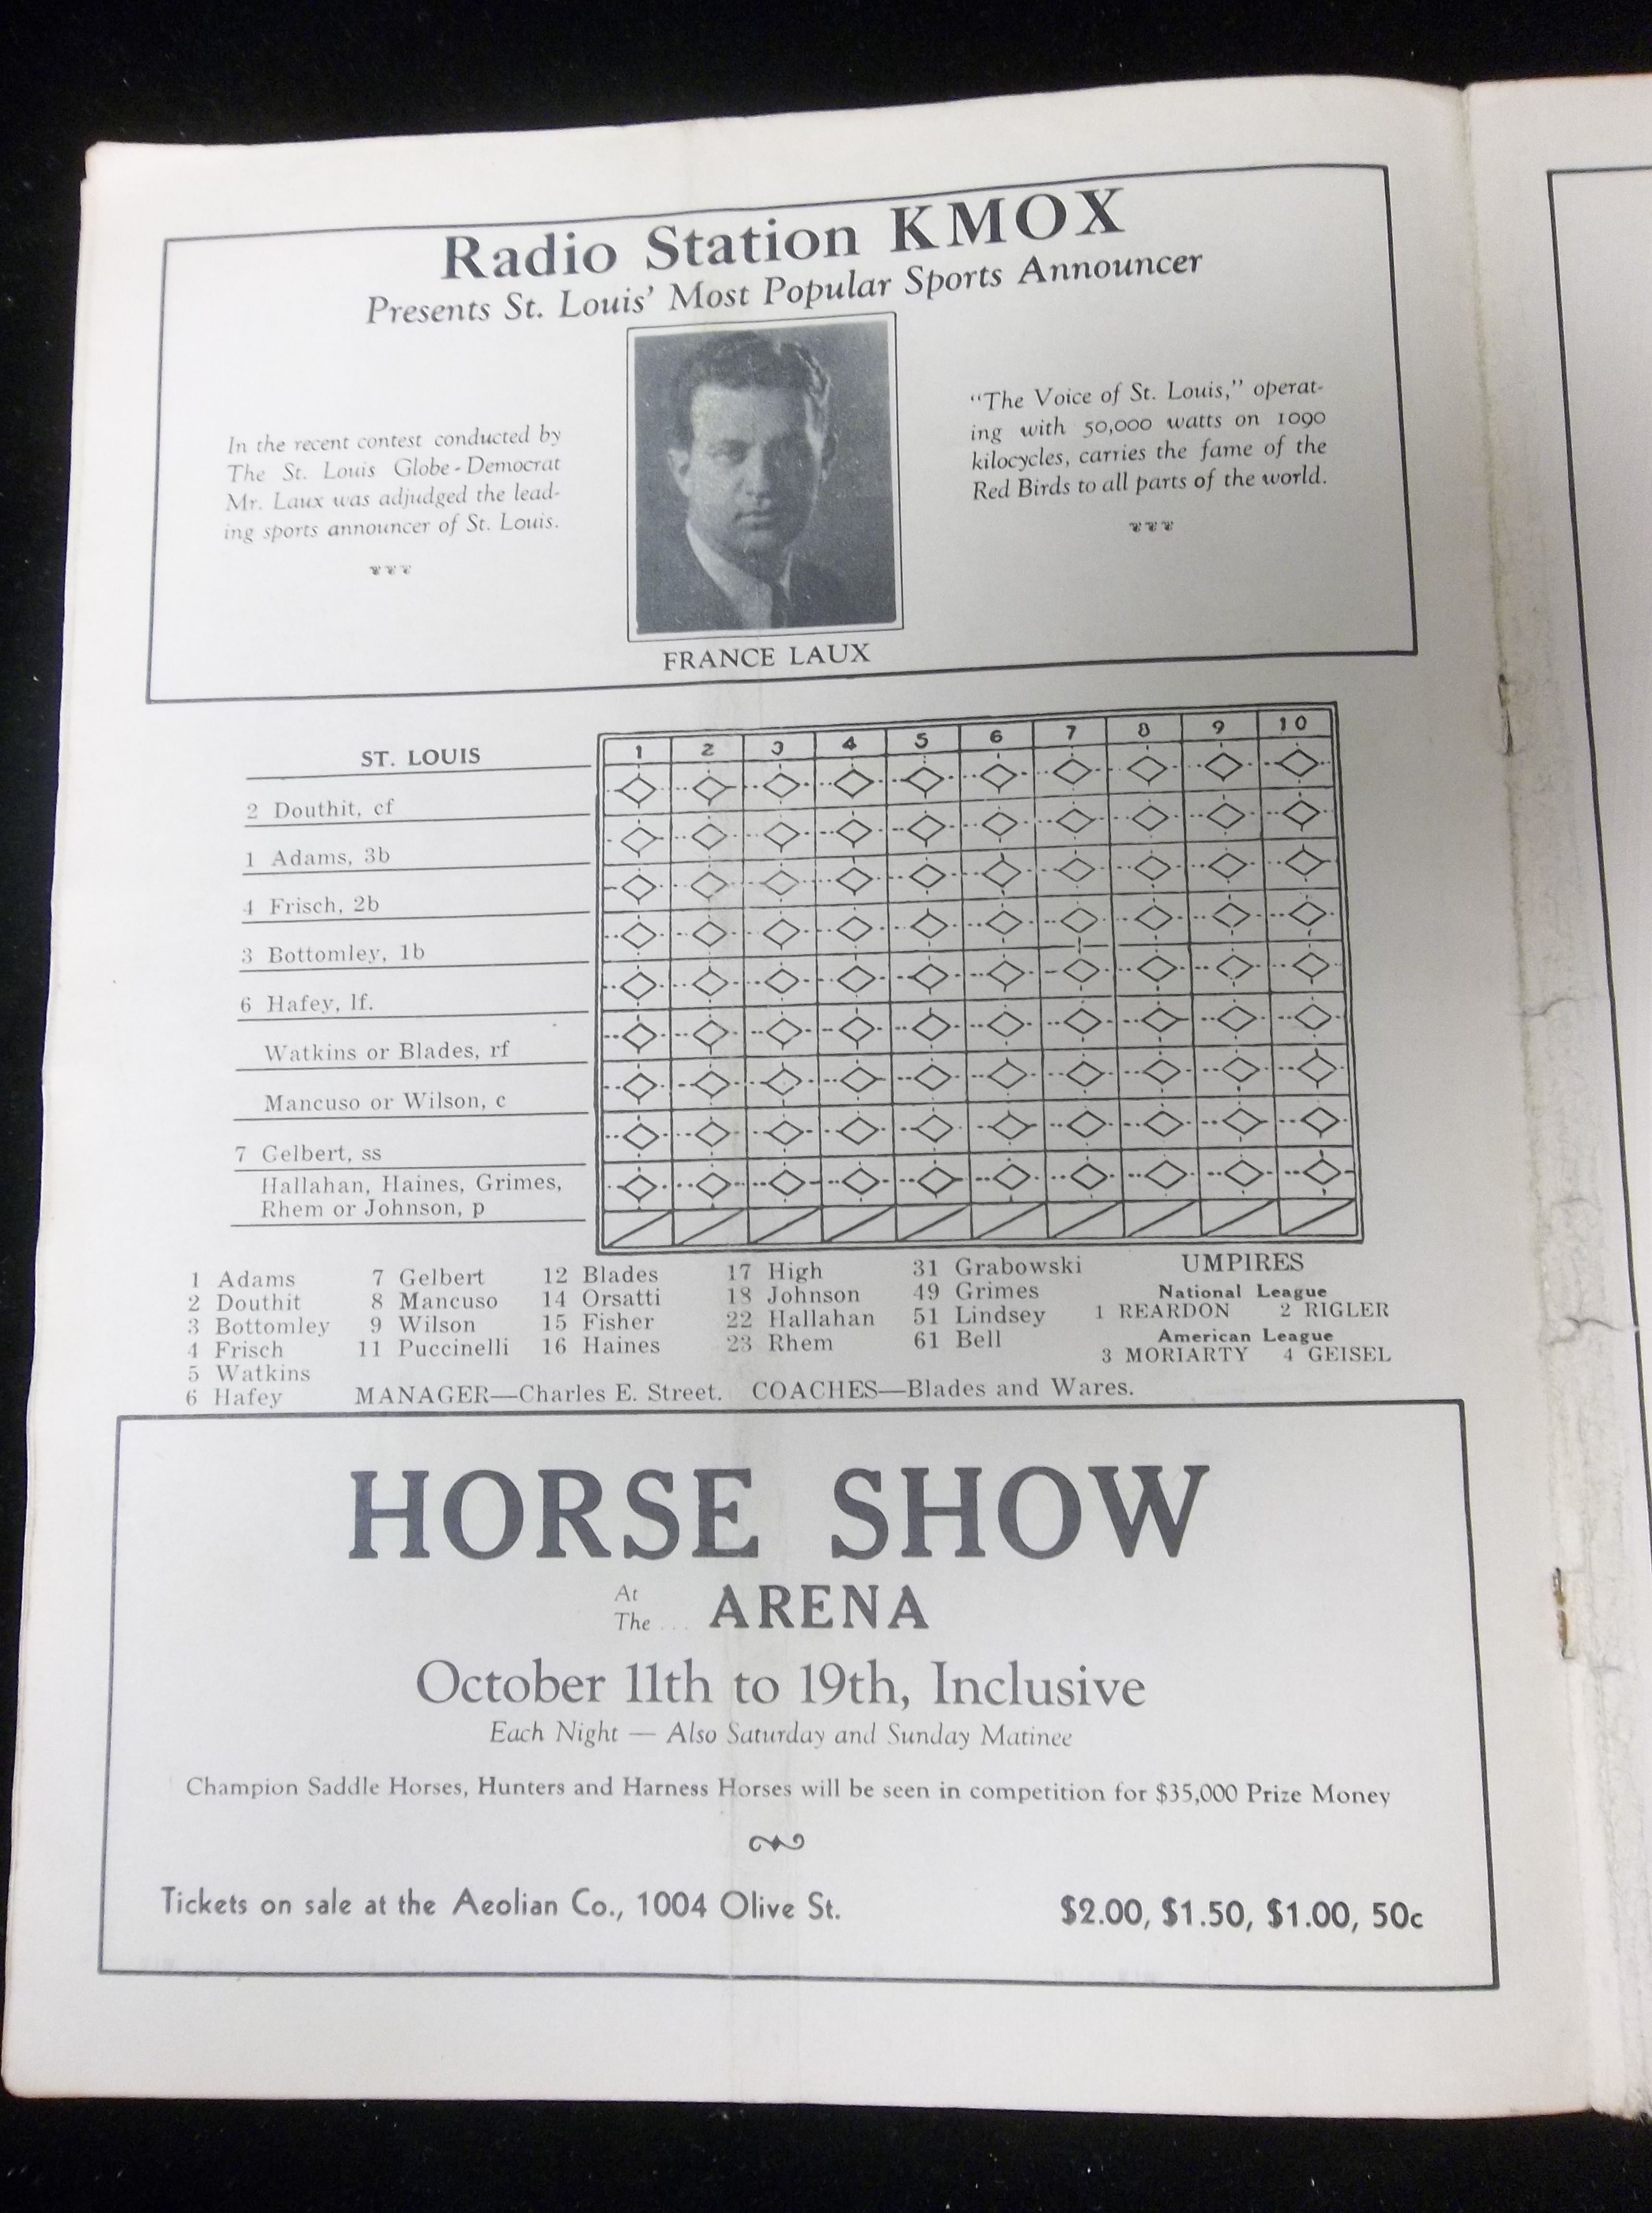 Radio Station KMOX
Presents St. Louis' Most Popular Sports Announcer
In the recent contest conducted by
The St. Louis Globe-Democrat
Mr. Laux was adjudged the lead-
ing sports announcer of St. Louis.
"The Voice of St. Louis," operat-
ing with 50,000 watts on 1090
kilocycles, carries the fame of the
Red Birds to all parts of the world.
FRANCE LAUX
ST. LOUIS 1 2 3 4 5 6 7 8 9 10
2 Douthit, cf
1 Adams, 3b
4 Frisch, 2b
3 Bottomley, 1b
6 Hafey, lf.
Watkins or Blades, rf
Mancuso or Wilson, c
7 Gelbert, ss
Hallahan, Haines, Grimes,
Rhem or Johnson, p
1 Adams 7 Gelbert 12 Blades 17 High 31 Grabowski
2 Douthit 8 Mancuso 14 Orsatti 18 Johnson 49 Grimes
3 Bottomley 9 Wilson 15 Fisher 22 Hallahan 51 Lindsey
4 Frisch 11 Puccinelli 16 Haines 23 Rhem 61 Bell
5 Watkins
6 Hafey MANAGER—Charles E. Street. COACHES—Blades and Wares.
UMPIRES
National League
1 REARDON 2 RIGLER
American League
3 MORIARTY 4 GEISEL
HORSE SHOW
At
The ... ARENA
October 11th to 19th, Inclusive
Each Night — Also Saturday and Sunday Matinee
Champion Saddle Horses, Hunters and Harness Horses will be seen in competition for $35,000 Prize Money
Tickets on sale at the Aeolian Co., 1004 Olive St. $2.00, $1.50, $1.00, 50c